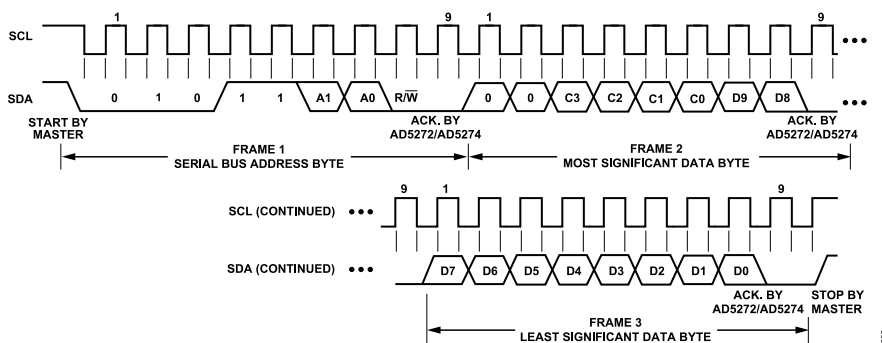 1 9 1 9
SCL
SDA 0 1 0 1 1 A1 A0 R/W̅ 0 0 C3 C2 C1 C0 D9 D8
START BY
MASTER
ACK. BY
AD5272/AD5274
ACK. BY
AD5272/AD5274
FRAME 1
SERIAL BUS ADDRESS BYTE
FRAME 2
MOST SIGNIFICANT DATA BYTE
9 1 9
SCL (CONTINUED)
SDA (CONTINUED) D7 D6 D5 D4 D3 D2 D1 D0
ACK. BY
AD5272/AD5274
STOP BY
MASTER
FRAME 3
LEAST SIGNIFICANT DATA BYTE